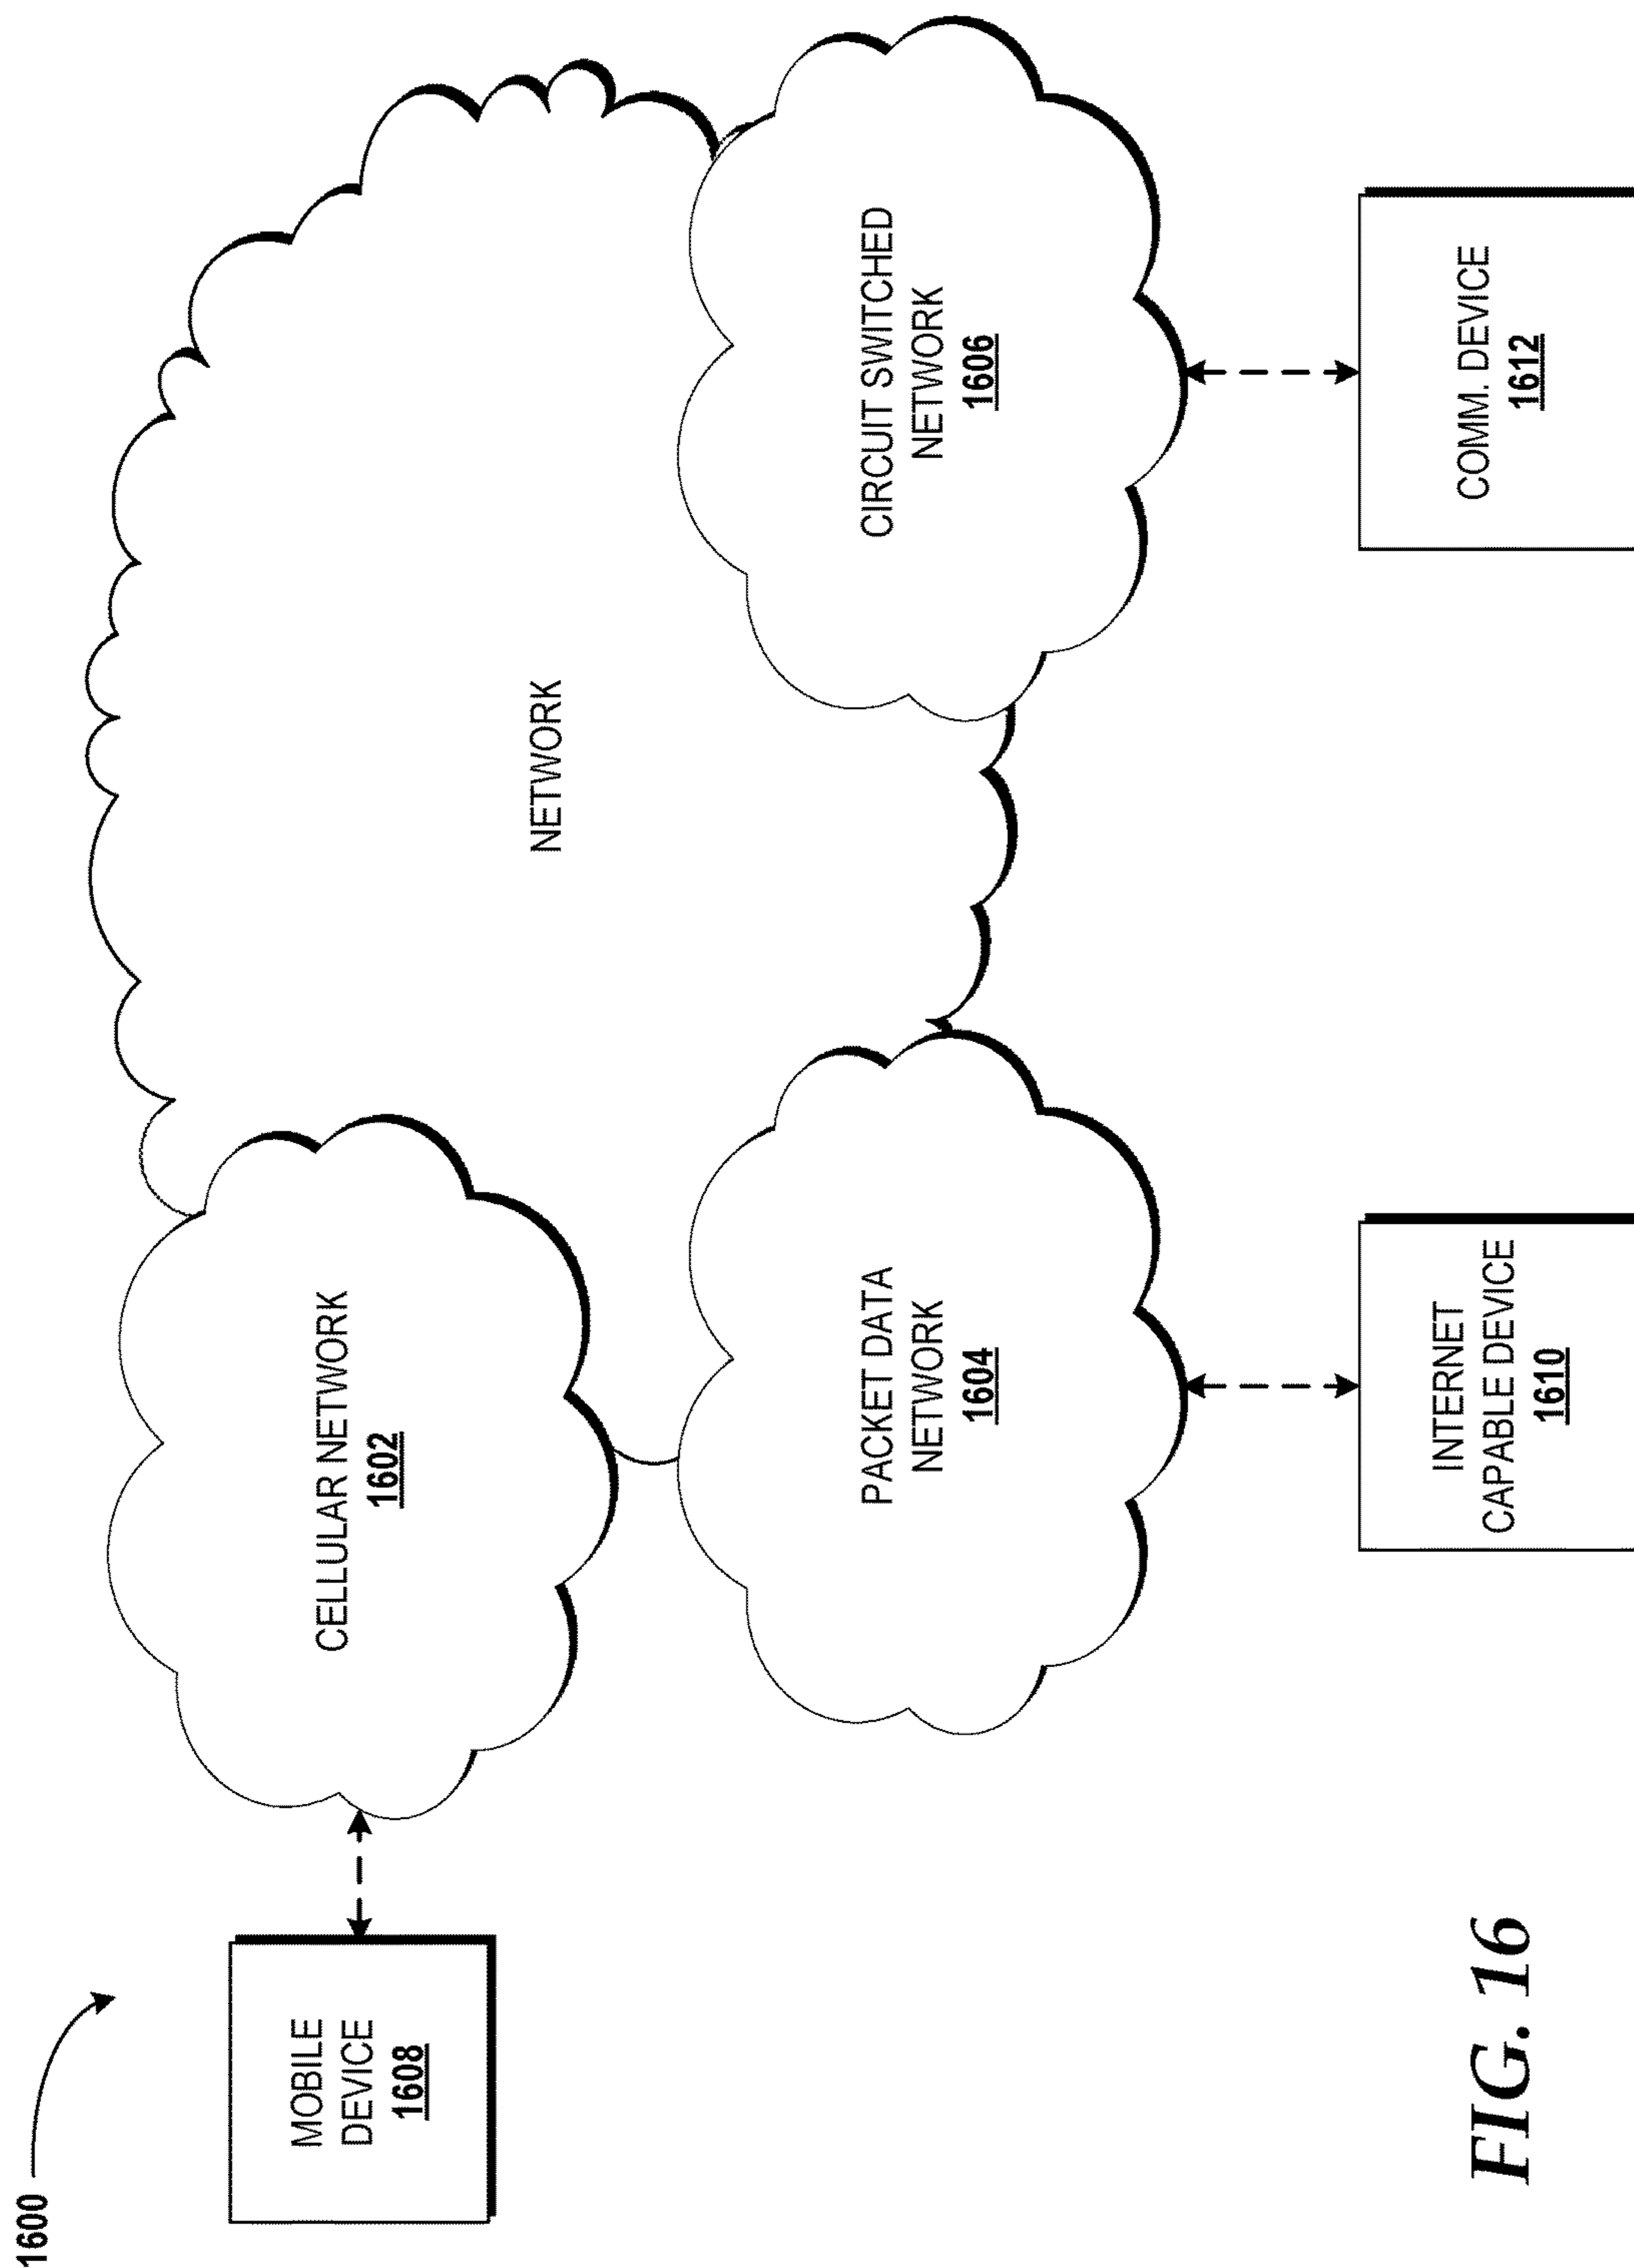 1600
MOBILE
DEVICE
1608
CELLULAR NETWORK
1602
NETWORK
PACKET DATA
NETWORK
1604
CIRCUIT SWITCHED
NETWORK
1606
INTERNET
CAPABLE DEVICE
1610
COMM. DEVICE
1612
FIG. 16